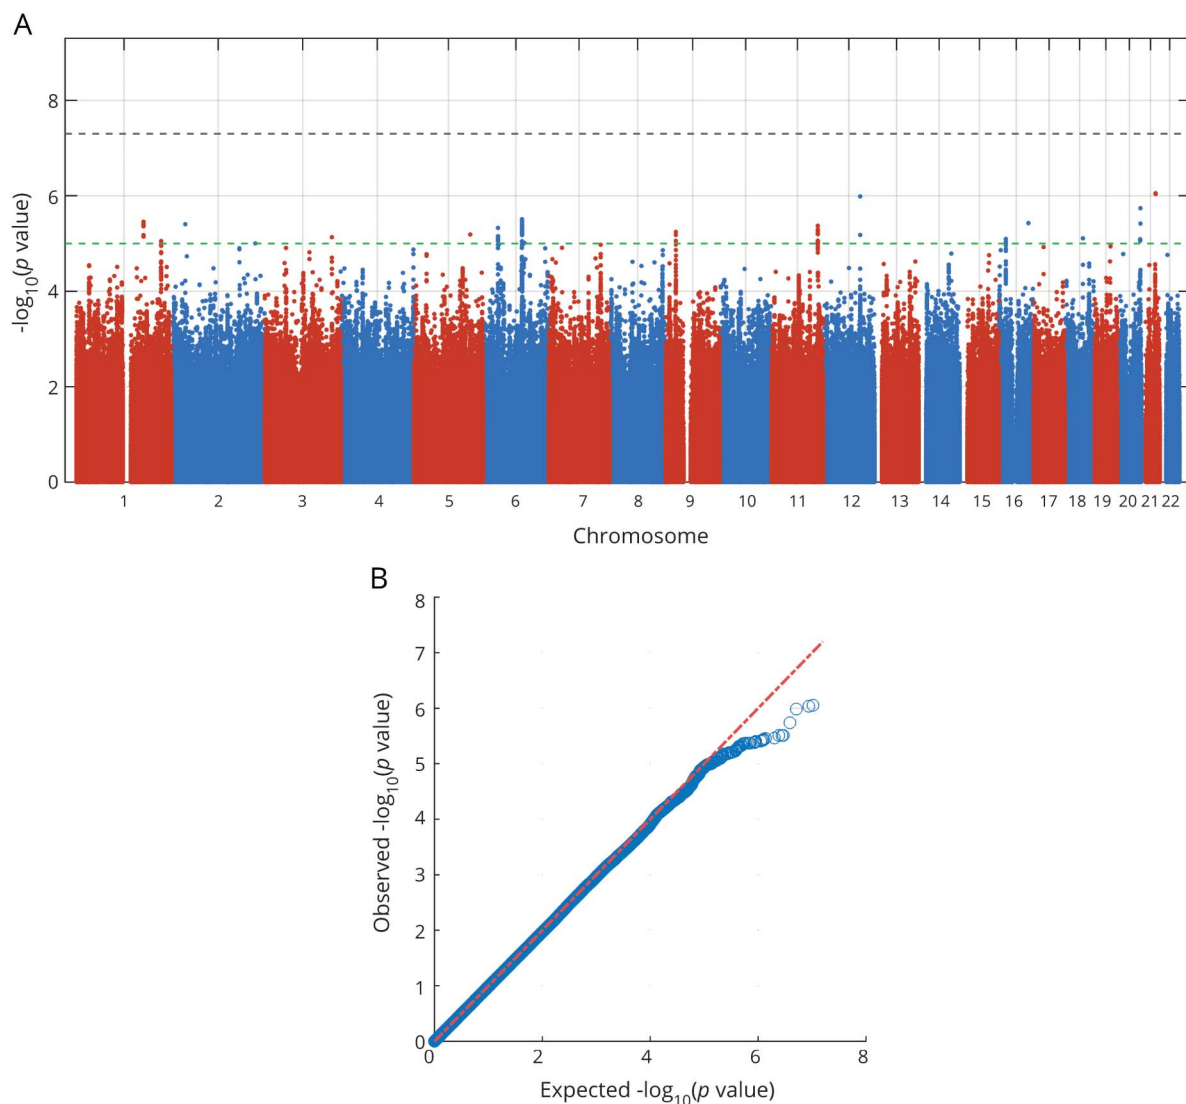 A
8
6
4
2
0
-log10(p value)
1 2 3 4 5 6 7 8 9 10 11 12 13 14 15 16 17 18 19 20 21 22
Chromosome
B
8
7
6
5
4
3
2
1
0
Observed -log10(p value)
0 2 4 6 8
Expected -log10(p value)